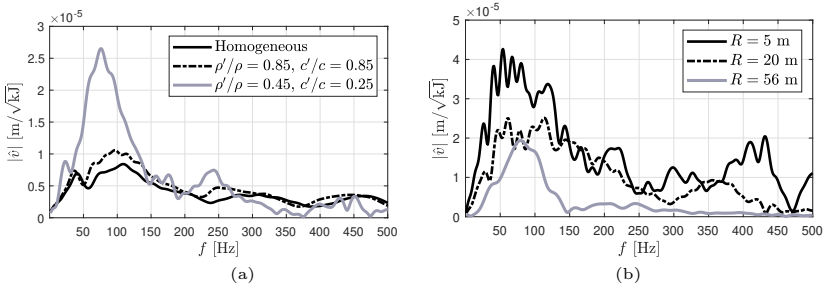 ×10⁻⁵
3
2.5
2
1.5
1
0.5
0
|v̂| [m/√kJ]
Homogeneous
ρ′/ρ = 0.85, c′/c = 0.85
ρ′/ρ = 0.45, c′/c = 0.25
50 100 150 200 250 300 350 400 450 500
f [Hz]
(a)
×10⁻⁵
5
4
3
2
1
0
|v̂| [m/√kJ]
R = 5 m
R = 20 m
R = 56 m
50 100 150 200 250 300 350 400 450 500
f [Hz]
(b)